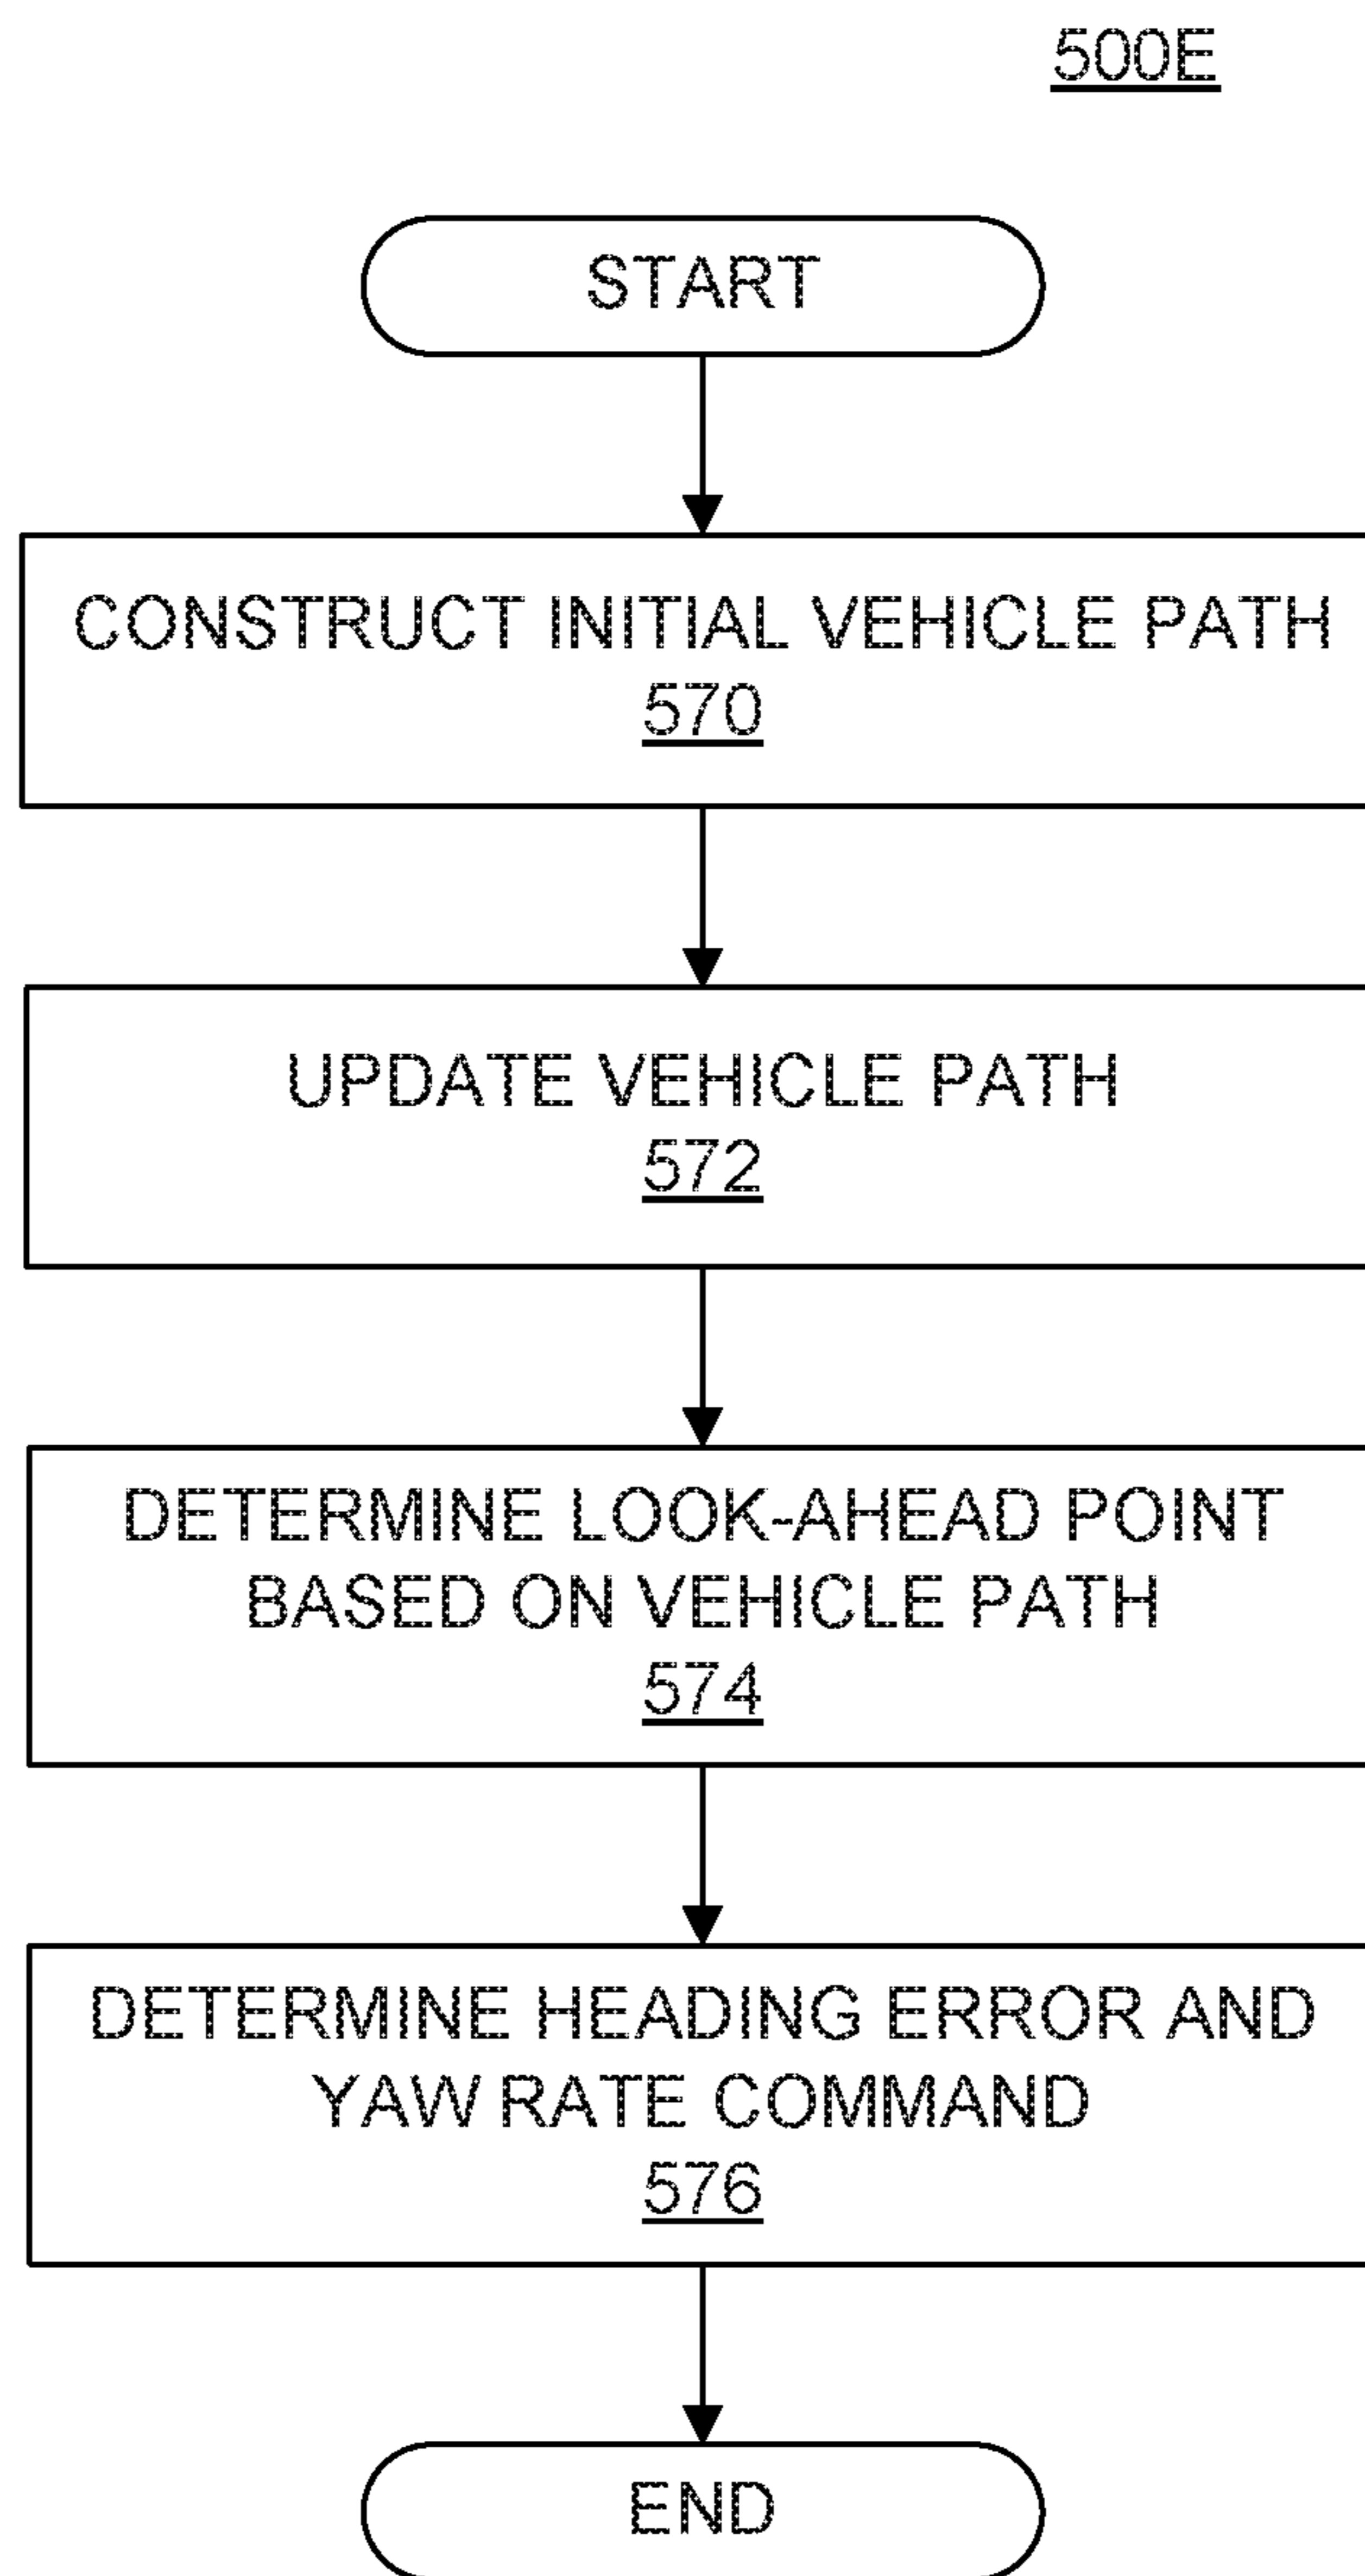 500E
START
CONSTRUCT INITIAL VEHICLE PATH
570
UPDATE VEHICLE PATH
572
DETERMINE LOOK-AHEAD POINT
BASED ON VEHICLE PATH
574
DETERMINE HEADING ERROR AND
YAW RATE COMMAND
576
END